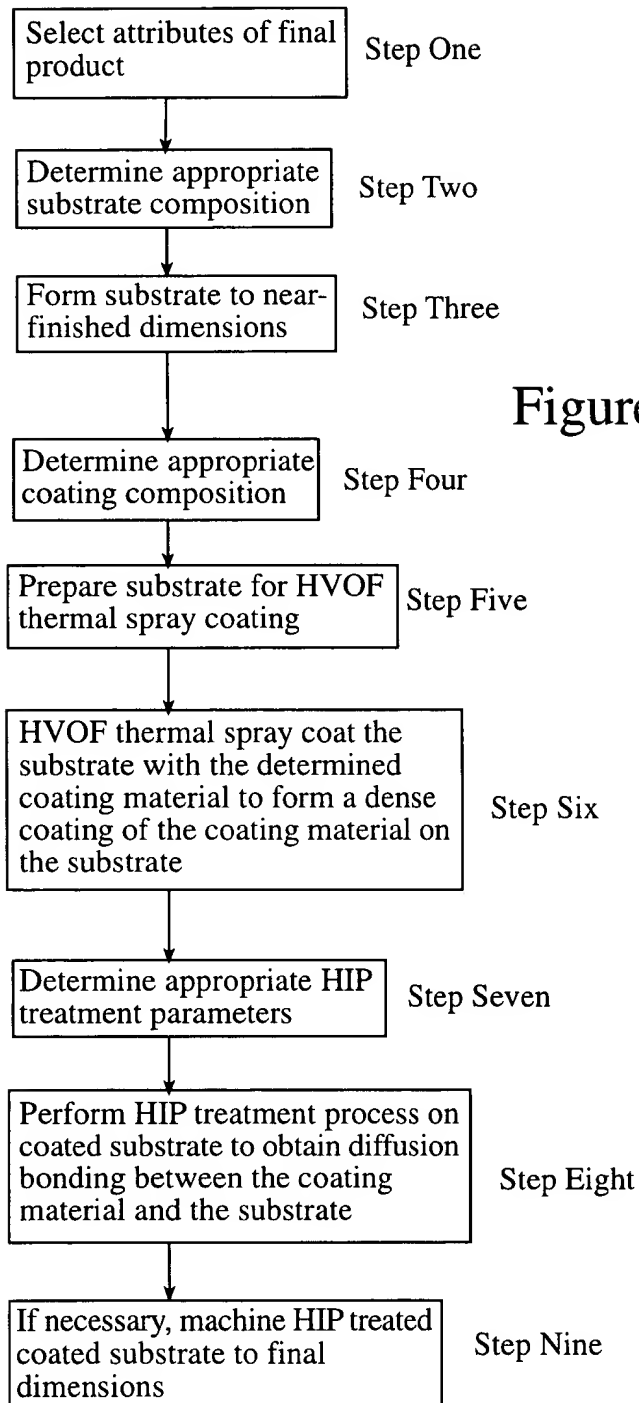 Select attributes of final
product
Step One
Determine appropriate
substrate composition
Step Two
Form substrate to near-
finished dimensions
Step Three
Figure
Determine appropriate
coating composition
Step Four
Prepare substrate for HVOF
thermal spray coating
Step Five
HVOF thermal spray coat the
substrate with the determined
coating material to form a dense
coating of the coating material on
the substrate
Step Six
Determine appropriate HIP
treatment parameters
Step Seven
Perform HIP treatment process on
coated substrate to obtain diffusion
bonding between the coating
material and the substrate
Step Eight
If necessary, machine HIP treated
coated substrate to final
dimensions
Step Nine